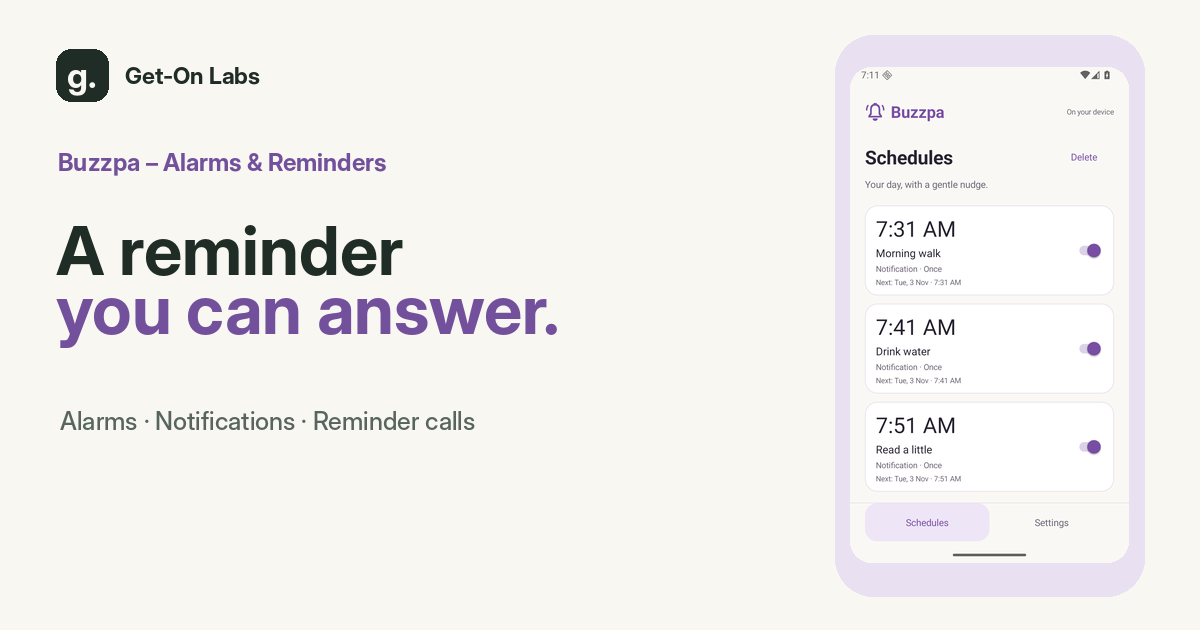 g.
Get-On Labs
Buzzpa – Alarms & Reminders
A reminder
you can answer.
Alarms · Notifications · Reminder calls
7:11
Buzzpa
On your device
Schedules
Delete
Your day, with a gentle nudge.
7:31 AM
Morning walk
Notification · Once
Next: Tue, 3 Nov · 7:31 AM
7:41 AM
Drink water
Notification · Once
Next: Tue, 3 Nov · 7:41 AM
7:51 AM
Read a little
Notification · Once
Next: Tue, 3 Nov · 7:51 AM
Schedules
Settings